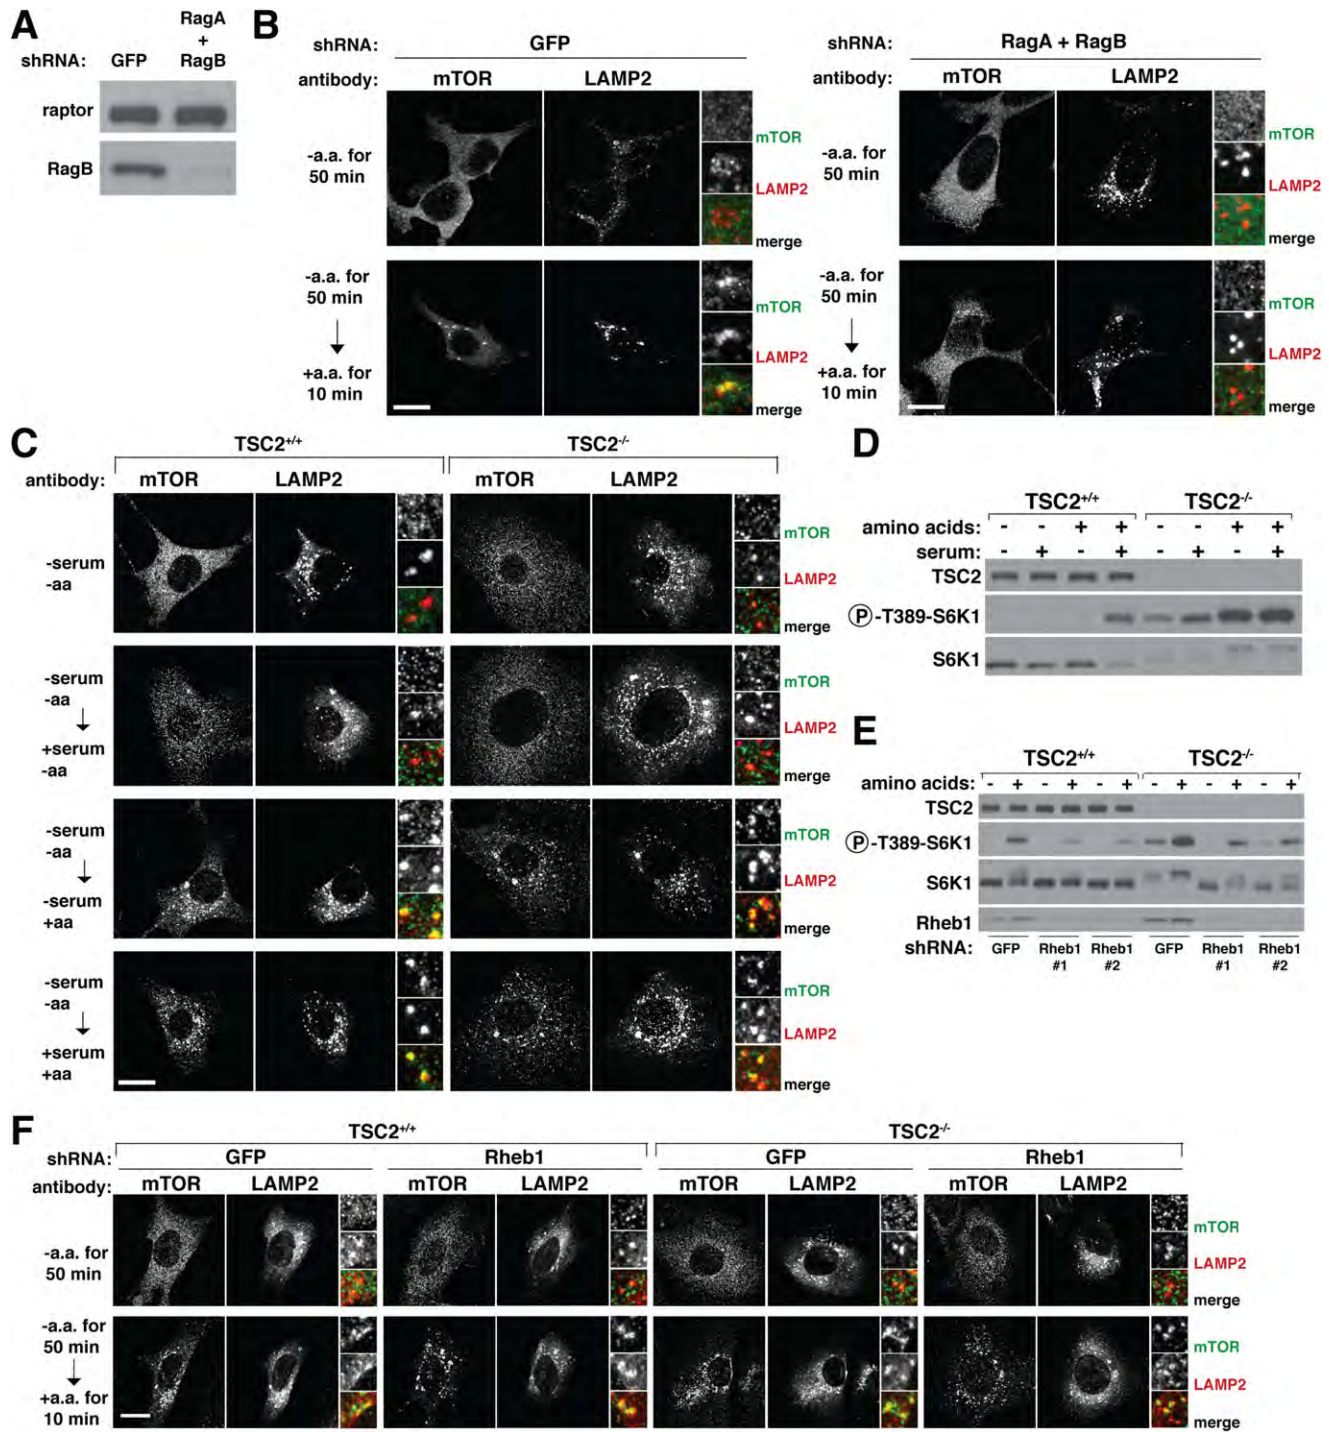 A
RagA
+
shRNA: GFP RagB
raptor
RagB
B
shRNA: GFP
antibody: mTOR LAMP2
-a.a. for
50 min
mTOR
LAMP2
merge
-a.a. for
50 min
+a.a. for
10 min
mTOR
LAMP2
merge
shRNA: RagA + RagB
antibody: mTOR LAMP2
-a.a. for
50 min
mTOR
LAMP2
merge
-a.a. for
50 min
+a.a. for
10 min
mTOR
LAMP2
merge
C
TSC2+/+ TSC2-/-
antibody: mTOR LAMP2 mTOR LAMP2
-serum
-aa
mTOR
LAMP2
merge
-serum
-aa
+serum
-aa
mTOR
LAMP2
merge
-serum
-aa
-serum
+aa
mTOR
LAMP2
merge
-serum
-aa
+serum
+aa
mTOR
LAMP2
merge
D
TSC2+/+ TSC2-/-
amino acids: - - + + - - + +
serum: - + - + - + - +
TSC2
Ⓟ-T389-S6K1
S6K1
E
TSC2+/+ TSC2-/-
amino acids: - + - + - + - + - + - +
TSC2
Ⓟ-T389-S6K1
S6K1
Rheb1
shRNA: GFP Rheb1 Rheb1 GFP Rheb1 Rheb1
#1 #2 #1 #2
F
TSC2+/+ TSC2-/-
shRNA: GFP Rheb1 GFP Rheb1
antibody: mTOR LAMP2 mTOR LAMP2 mTOR LAMP2 mTOR LAMP2
-a.a. for
50 min
mTOR
LAMP2
merge
-a.a. for
50 min
+a.a. for
10 min
mTOR
LAMP2
merge